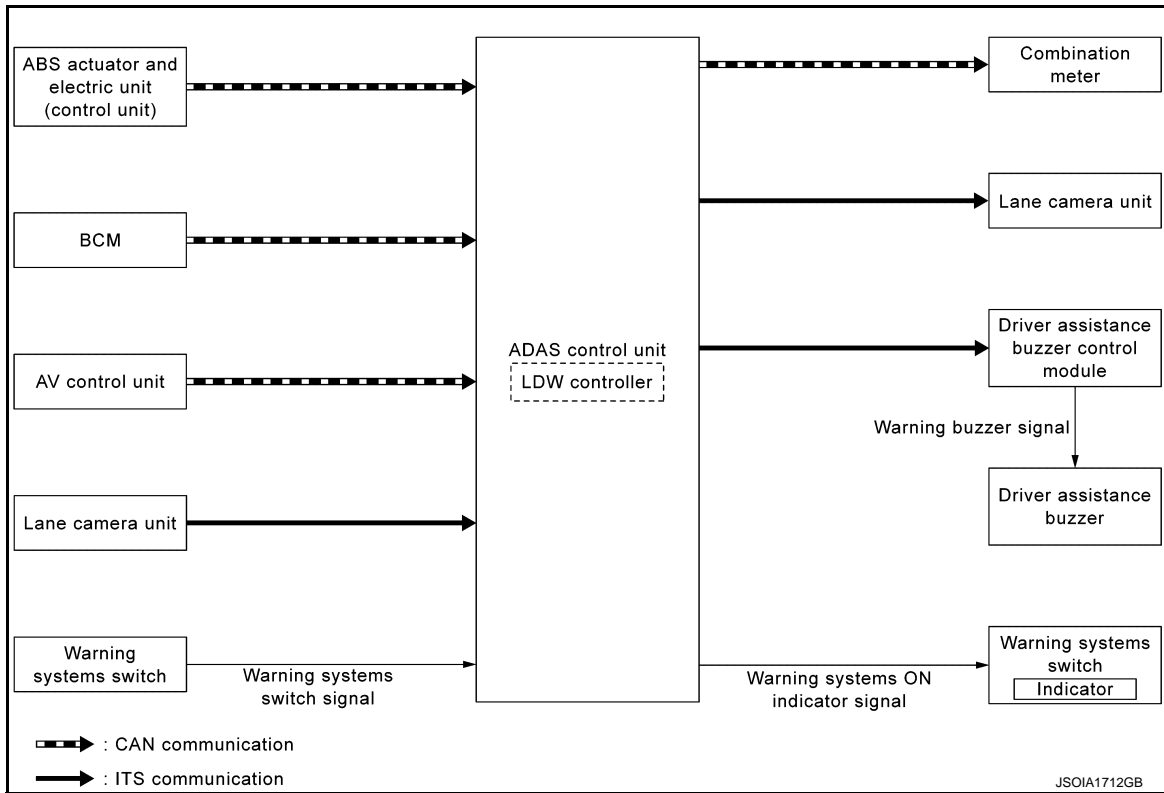 ABS actuator and
electric unit
(control unit)
BCM
AV control unit
Lane camera unit
Warning
systems switch
Warning systems
switch signal
ADAS control unit
LDW controller
Combination
meter
Lane camera unit
Driver assistance
buzzer control
module
Warning buzzer signal
Driver assistance
buzzer
Warning systems ON
indicator signal
Warning systems
switch
Indicator
: CAN communication
: ITS communication
JSOIA1712GB